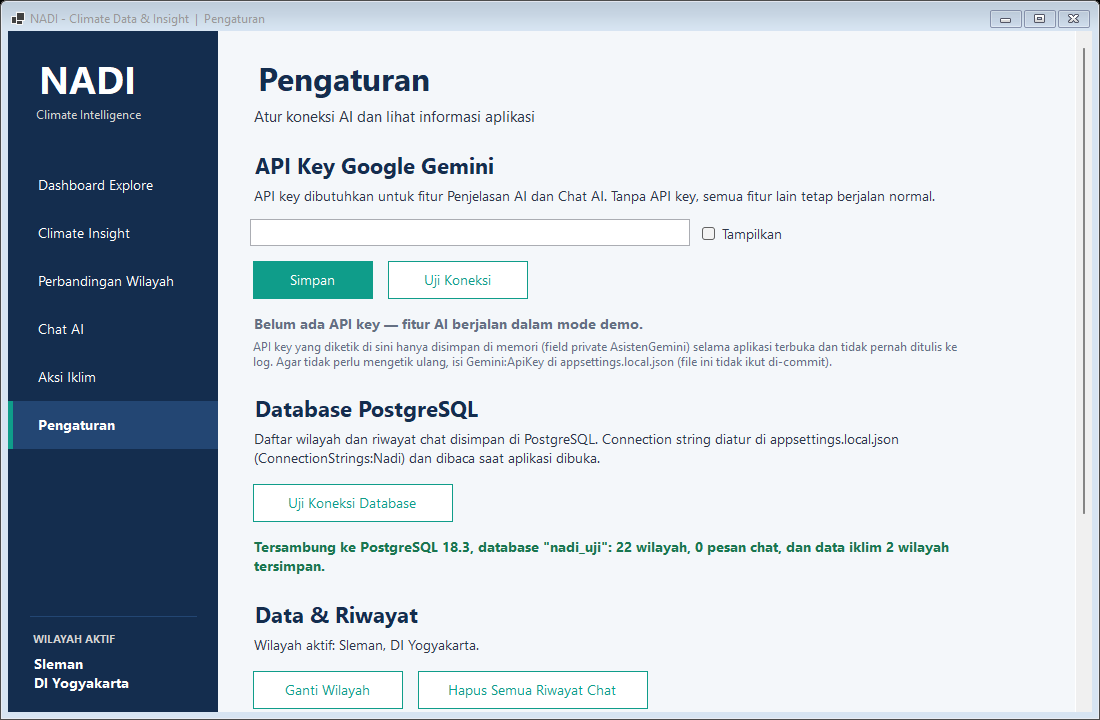 NADI - Climate Data & Insight | Pengaturan
NADI
Climate Intelligence
Dashboard Explore
Climate Insight
Perbandingan Wilayah
Chat AI
Aksi Iklim
Pengaturan
WILAYAH AKTIF
Sleman
DI Yogyakarta
Pengaturan
Atur koneksi AI dan lihat informasi aplikasi
API Key Google Gemini
API key dibutuhkan untuk fitur Penjelasan AI dan Chat AI. Tanpa API key, semua fitur lain tetap berjalan normal.
Tampilkan
Simpan
Uji Koneksi
Belum ada API key — fitur AI berjalan dalam mode demo.
API key yang diketik di sini hanya disimpan di memori (field private AsistenGemini) selama aplikasi terbuka dan tidak pernah ditulis ke
log. Agar tidak perlu mengetik ulang, isi Gemini:ApiKey di appsettings.local.json (file ini tidak ikut di-commit).
Database PostgreSQL
Daftar wilayah dan riwayat chat disimpan di PostgreSQL. Connection string diatur di appsettings.local.json
(ConnectionStrings:Nadi) dan dibaca saat aplikasi dibuka.
Uji Koneksi Database
Tersambung ke PostgreSQL 18.3, database "nadi_uji": 22 wilayah, 0 pesan chat, dan data iklim 2 wilayah
tersimpan.
Data & Riwayat
Wilayah aktif: Sleman, DI Yogyakarta.
Ganti Wilayah
Hapus Semua Riwayat Chat